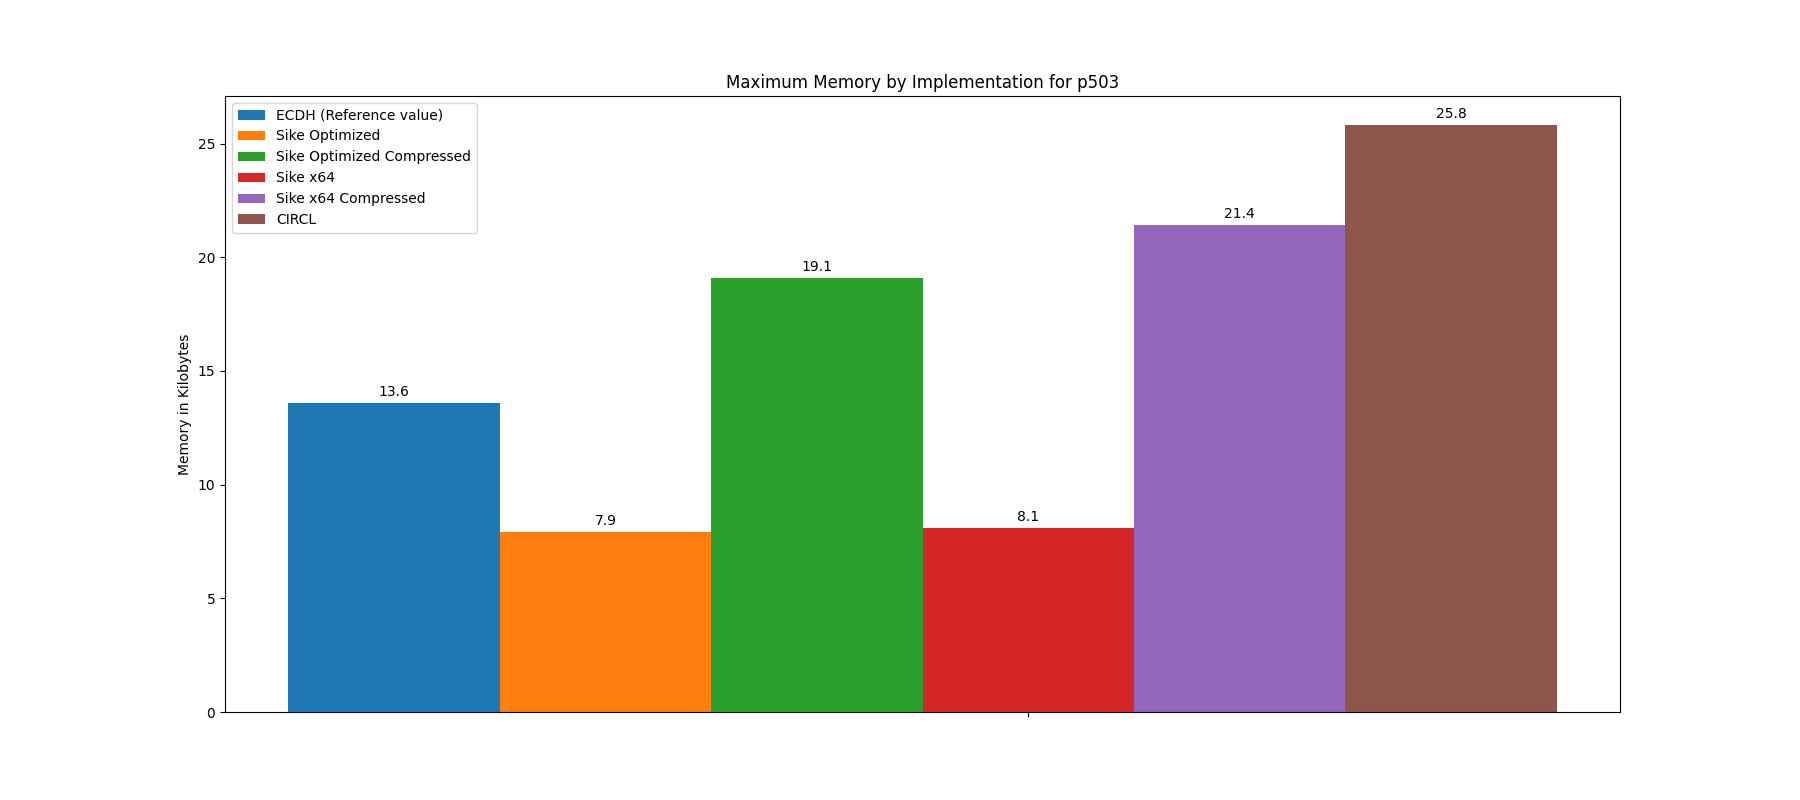 Maximum Memory by Implementation for p503
ECDH (Reference value)
Sike Optimized
Sike Optimized Compressed
Sike x64
Sike x64 Compressed
CIRCL
Memory in Kilobytes
25
20
15
10
5
0
13.6
7.9
19.1
8.1
21.4
25.8